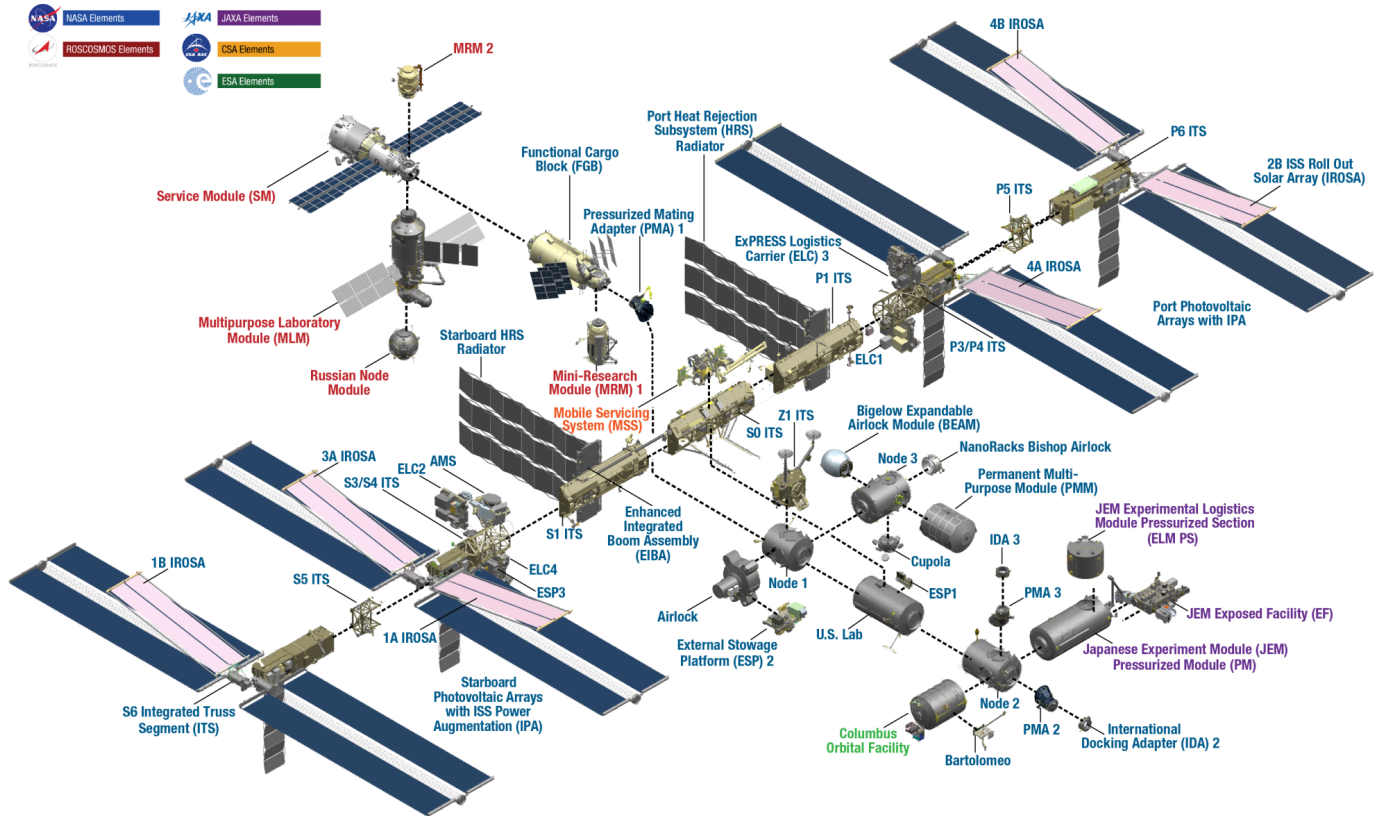 NASA
NASA Elements
JAXA
JAXA Elements
ROSCOSMOS
ROSCOSMOS Elements
CSA ASC
CSA Elements
esa
ESA Elements
MRM 2
4B IROSA
Port Heat Rejection
Subsystem (HRS)
Radiator
P6 ITS
Functional Cargo
Block (FGB)
2B ISS Roll Out
Solar Array (IROSA)
P5 ITS
Service Module (SM)
Pressurized Mating
Adapter (PMA) 1
ExPRESS Logistics
Carrier (ELC) 3
4A IROSA
P1 ITS
Port Photovoltaic
Arrays with IPA
Multipurpose Laboratory
Module (MLM)
Starboard HRS
Radiator
ELC1
P3/P4 ITS
Russian Node
Module
Mini-Research
Module (MRM) 1
Mobile Servicing
System (MSS)
S0 ITS
Z1 ITS
Bigelow Expandable
Airlock Module (BEAM)
NanoRacks Bishop Airlock
Node 3
Permanent Multi-
Purpose Module (PMM)
3A IROSA
ELC2
AMS
S3/S4 ITS
S1 ITS
Enhanced
Integrated
Boom Assembly
(EIBA)
JEM Experimental Logistics
Module Pressurized Section
(ELM PS)
Cupola
IDA 3
1B IROSA
S5 ITS
ELC4
ESP3
Node 1
ESP1
PMA 3
Airlock
JEM Exposed Facility (EF)
1A IROSA
External Stowage
Platform (ESP) 2
U.S. Lab
Japanese Experiment Module (JEM)
Pressurized Module (PM)
S6 Integrated Truss
Segment (ITS)
Starboard
Photovoltaic Arrays
with ISS Power
Augmentation (IPA)
Node 2
Columbus
Orbital Facility
Bartolomeo
PMA 2
International
Docking Adapter (IDA) 2